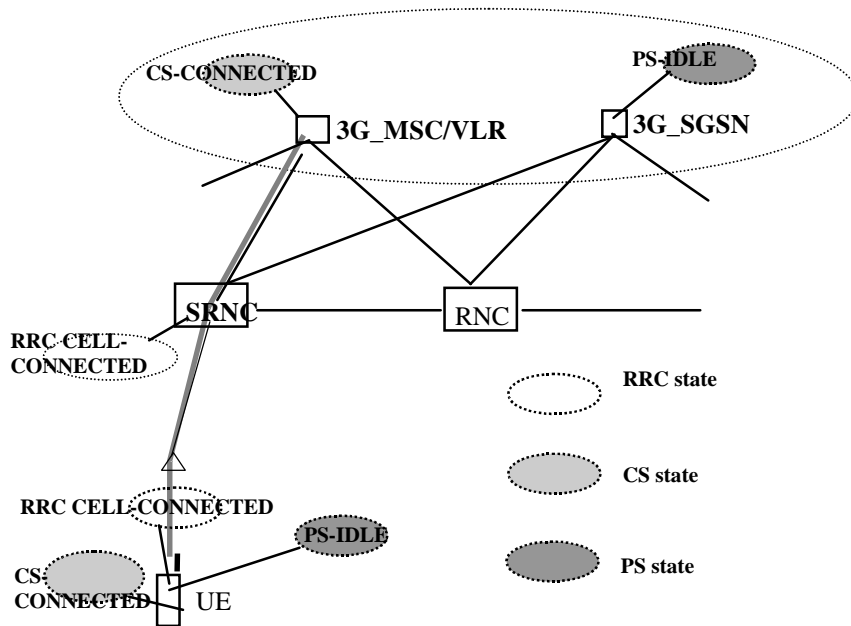 CS-CONNECTED
PS-IDLE
3G_MSC/VLR
3G_SGSN
SRNC
RNC
RRC CELL-
CONNECTED
RRC state
CS state
RRC CELL-CONNECTED
PS-IDLE
PS state
CS-
CONNECTED
UE